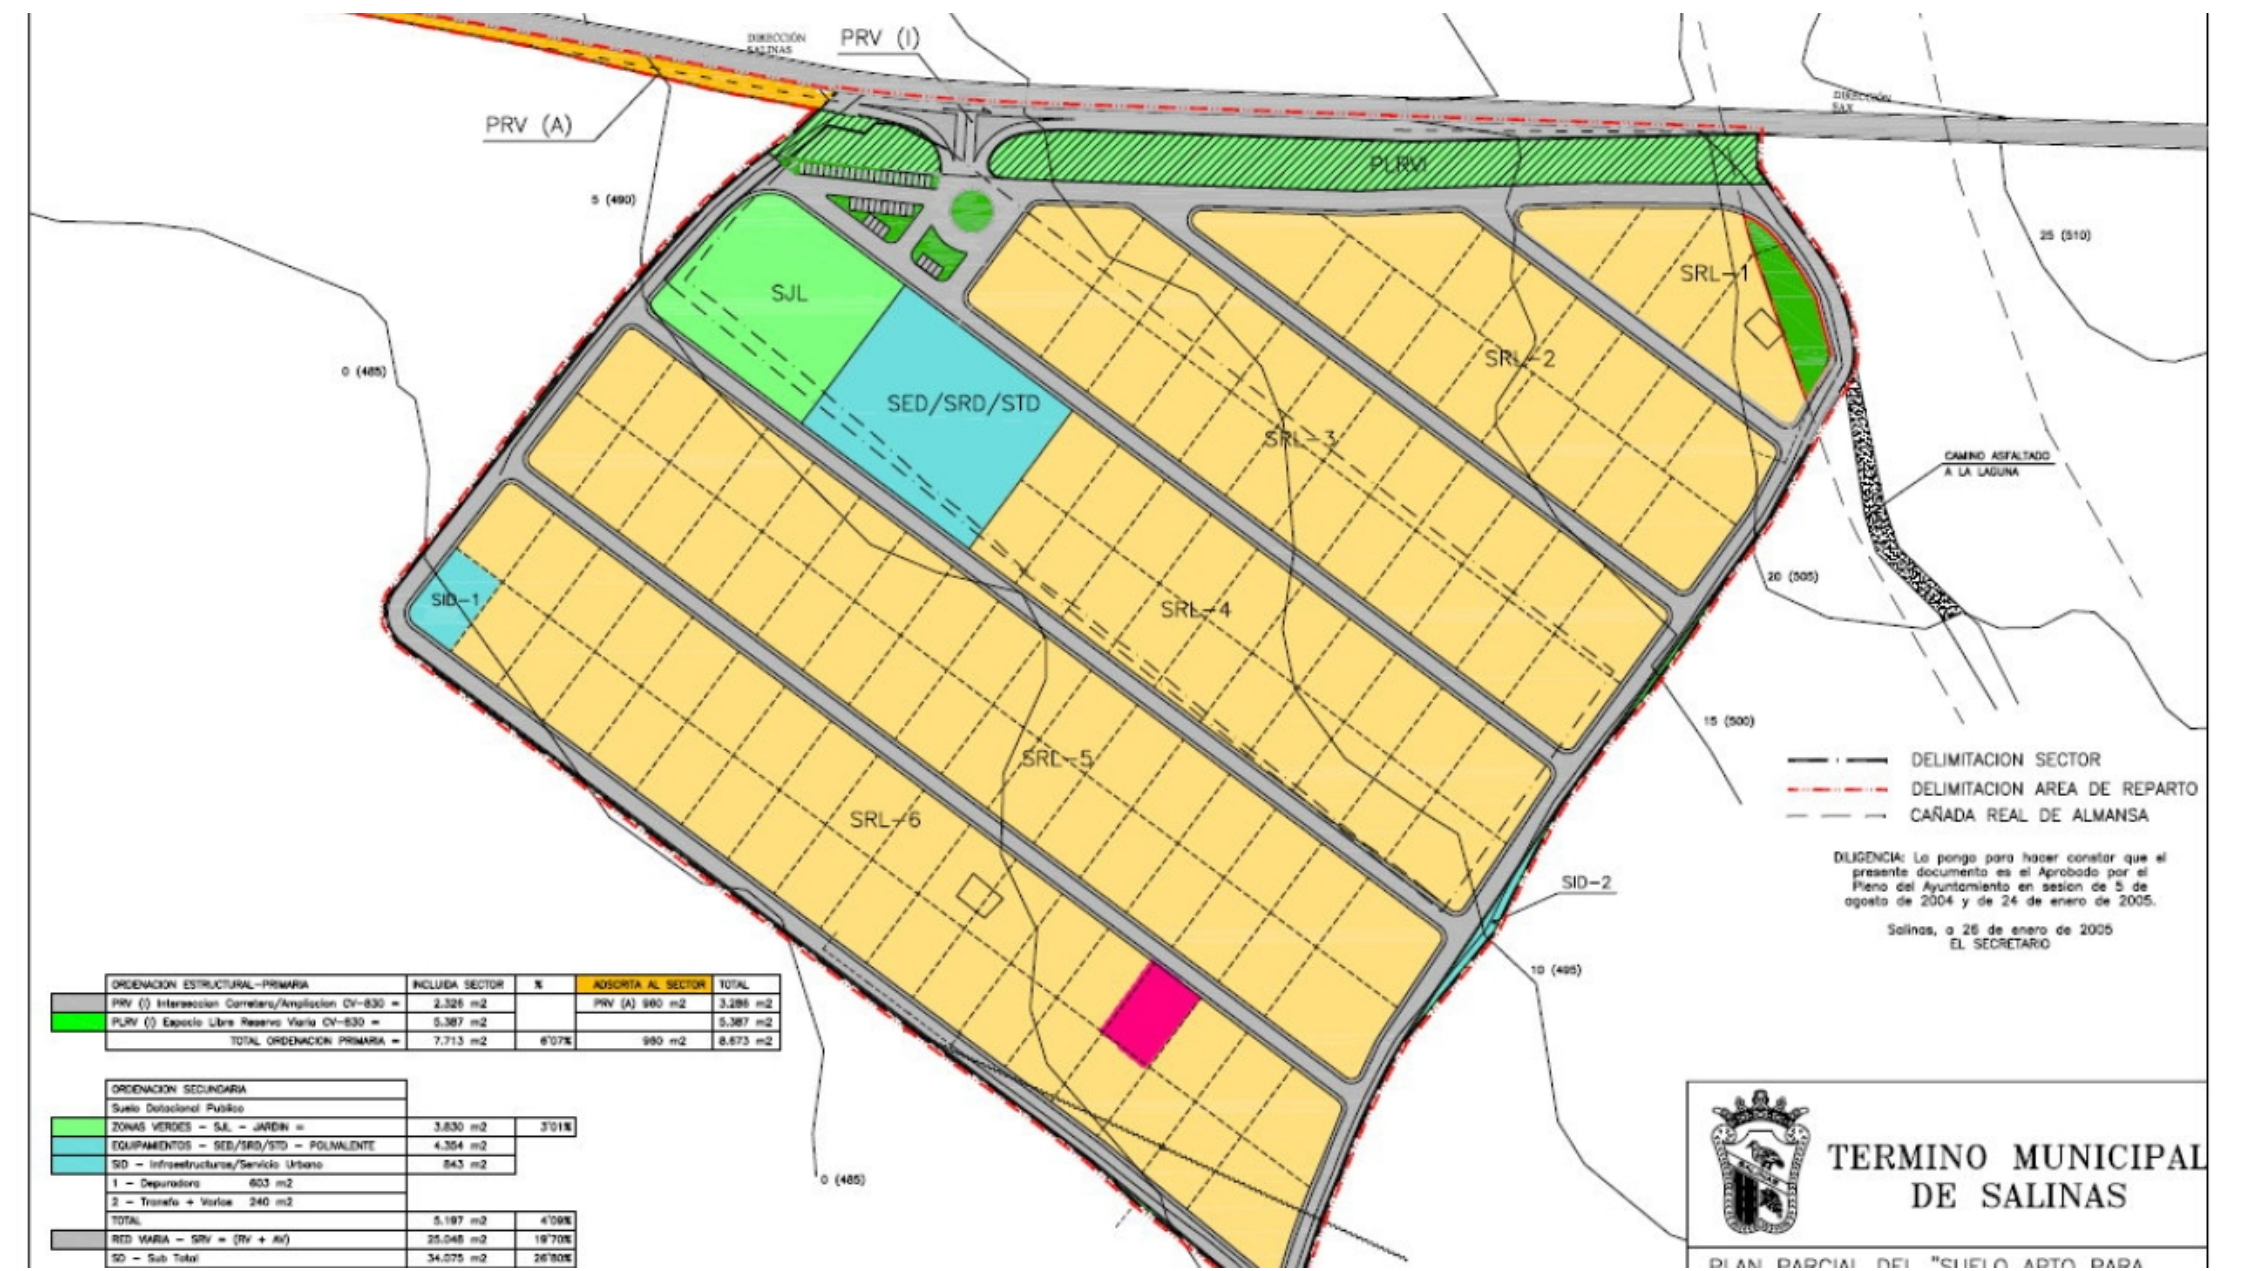 DIRECCIÓN
SALINAS
PRV (I)
PRV (A)
DIRECCIÓN
SAX
PLRVI
5 (490)
25 (510)
SJL
SRL-1
SRL-2
0 (485)
SED/SRD/STD
SRL-3
CAMINO ASFALTADO
A LA LAGUNA
20 (505)
SID-1
SRL-4
15 (500)
SRL-5
SRL-6
DELIMITACION SECTOR
DELIMITACION AREA DE REPARTO
CAÑADA REAL DE ALMANSA
DILIGENCIA: La pongo para hacer constar que el
presente documento es el Aprobado por el
Pleno del Ayuntamiento en sesion de 5 de
agosto de 2004 y de 24 de enero de 2005.
Salinas, a 26 de enero de 2005
EL SECRETARIO
SID-2
10 (495)
0 (485)
ORDENACION ESTRUCTURAL-PRIMARIA INCLUIDA SECTOR % ADSCRITA AL SECTOR TOTAL
PRV (I) Interseccion Carretera/Ampliacion CV-830 = 2.326 m2 PRV (A) 960 m2 3.286 m2
PLRV (I) Espacio Libre Reserva Viaria CV-830 = 5.387 m2 5.387 m2
TOTAL ORDENACION PRIMARIA = 7.713 m2 6'07% 960 m2 8.673 m2
ORDENACION SECUNDARIA
Suelo Dotacional Publico
ZONAS VERDES - SJL - JARDIN = 3.830 m2 3'01%
EQUIPAMIENTOS - SED/SRD/STD - POLIVALENTE 4.354 m2
SID - Infraestructuras/Servicio Urbano 843 m2
1 - Depuradora 603 m2
2 - Transfo + Varios 240 m2
TOTAL 5.197 m2 4'09%
RED VIARIA - SRV = (RV + AV) 25.048 m2 19'70%
SD - Sub Total 34.075 m2 26'80%
SALINAS
TERMINO MUNICIPAL
DE SALINAS
PLAN PARCIAL DEL "SUELO APTO PARA